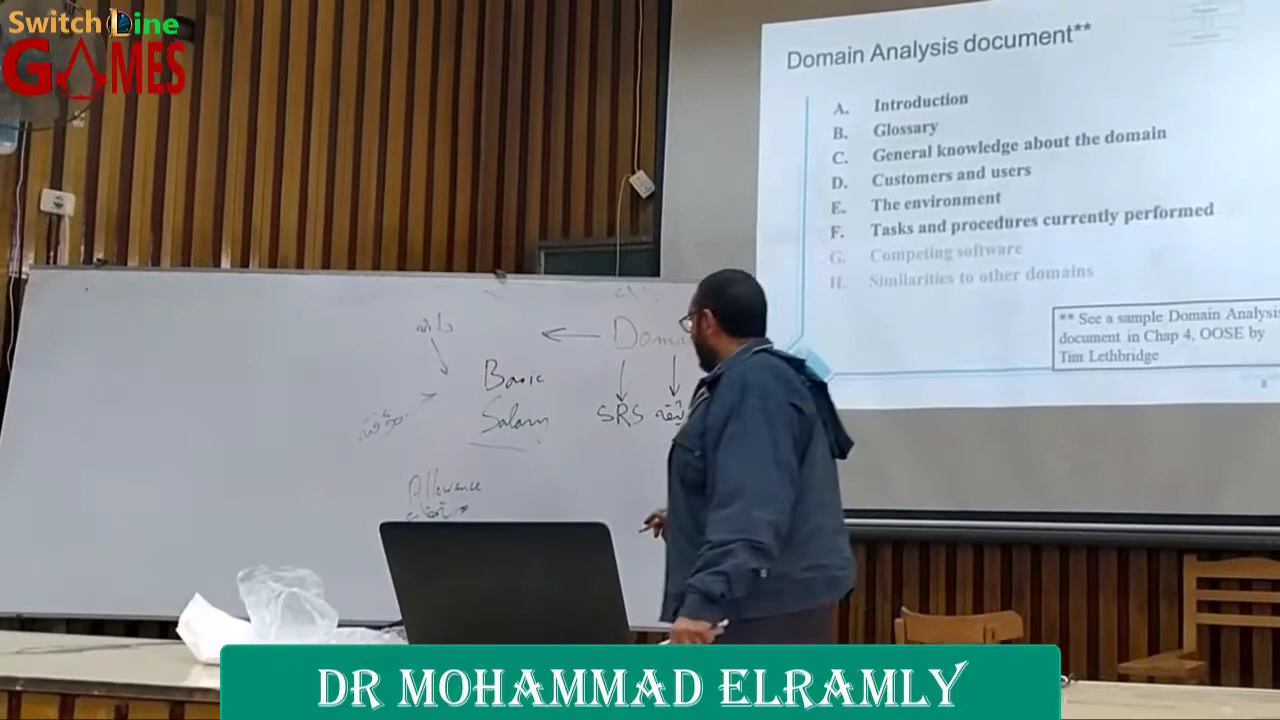 Switch Line
GAMES
Domain Analysis document**
A. Introduction
B. Glossary
C. General knowledge about the domain
D. Customers and users
E. The environment
F. Tasks and procedures currently performed
G. Competing software
H. Similarities to other domains
** See a sample Domain Analysis
document in Chap 4, OOSE by
Tim Lethbridge
8
Doma
Basic
Salary
SRS
Allowance
DR MOHAMMAD ELRAMLY